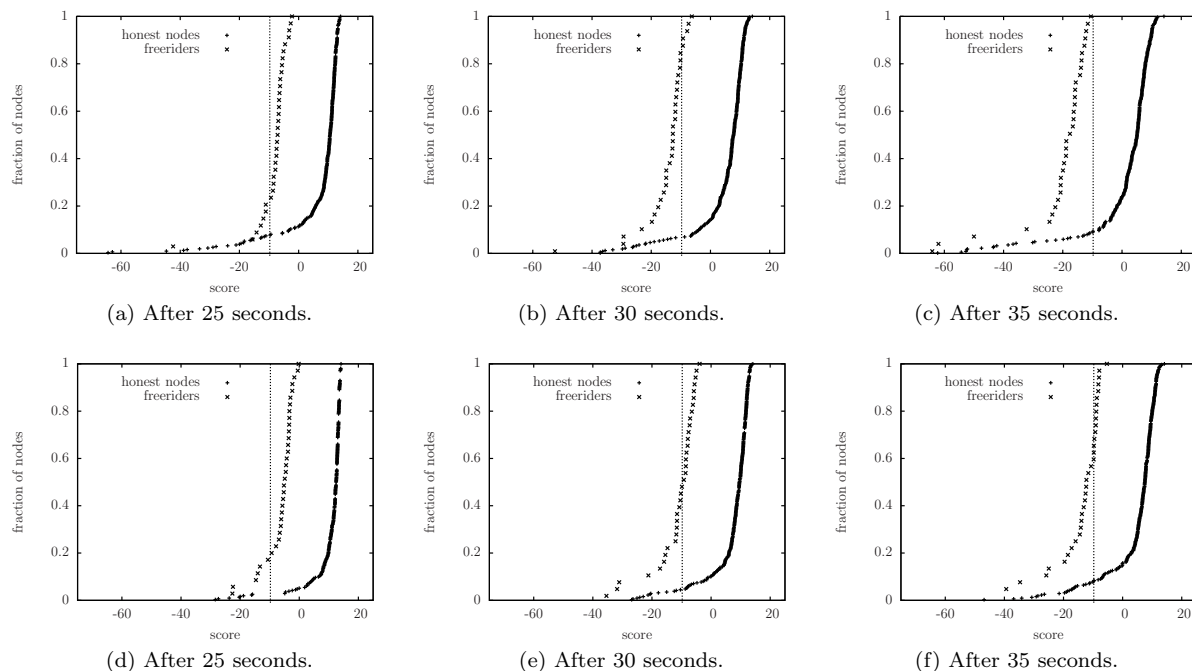 1
0.8
0.6
0.4
0.2
0
-60
-40
-20
0
20
fraction of nodes
score
honest nodes
freeriders
(a) After 25 seconds.
1
0.8
0.6
0.4
0.2
0
-60
-40
-20
0
20
fraction of nodes
score
honest nodes
freeriders
(b) After 30 seconds.
1
0.8
0.6
0.4
0.2
0
-60
-40
-20
0
20
fraction of nodes
score
honest nodes
freeriders
(c) After 35 seconds.
1
0.8
0.6
0.4
0.2
0
-60
-40
-20
0
20
fraction of nodes
score
honest nodes
freeriders
(d) After 25 seconds.
1
0.8
0.6
0.4
0.2
0
-60
-40
-20
0
20
fraction of nodes
score
honest nodes
freeriders
(e) After 30 seconds.
1
0.8
0.6
0.4
0.2
0
-60
-40
-20
0
20
fraction of nodes
score
honest nodes
freeriders
(f) After 35 seconds.